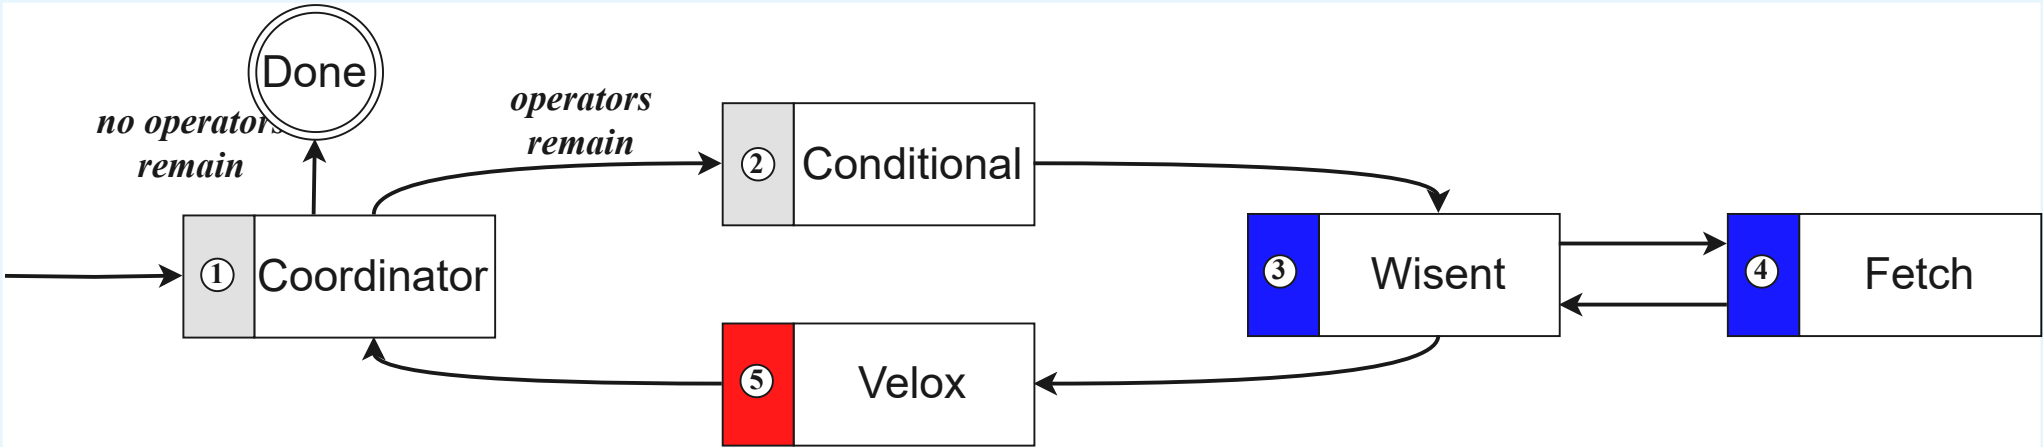 Done
no operators
remain
operators
remain
2 Conditional
1 Coordinator
3 Wisent
4 Fetch
5 Velox